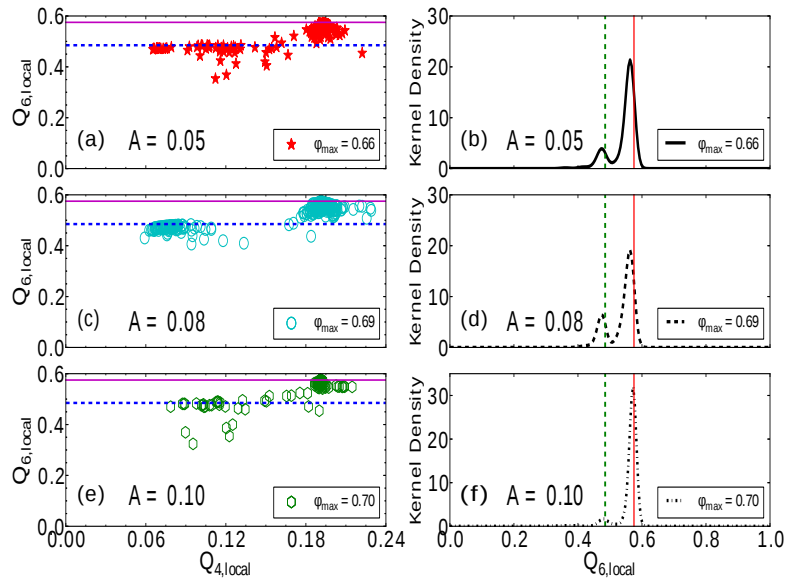 0.6
0.4
0.2
0.0
Q6,local
(a) A = 0.05
φmax = 0.66
30
20
10
0
Kernel Density
(b) A = 0.05
φmax = 0.66
0.6
0.4
0.2
0.0
Q6,local
(c) A = 0.08
φmax = 0.69
30
20
10
0
Kernel Density
(d) A = 0.08
φmax = 0.69
0.6
0.4
0.2
0.0
Q6,local
(e) A = 0.10
φmax = 0.70
0.00 0.06 0.12 0.18 0.24
Q4,local
30
20
10
0
Kernel Density
(f) A = 0.10
φmax = 0.70
0.0 0.2 0.4 0.6 0.8 1.0
Q6,local